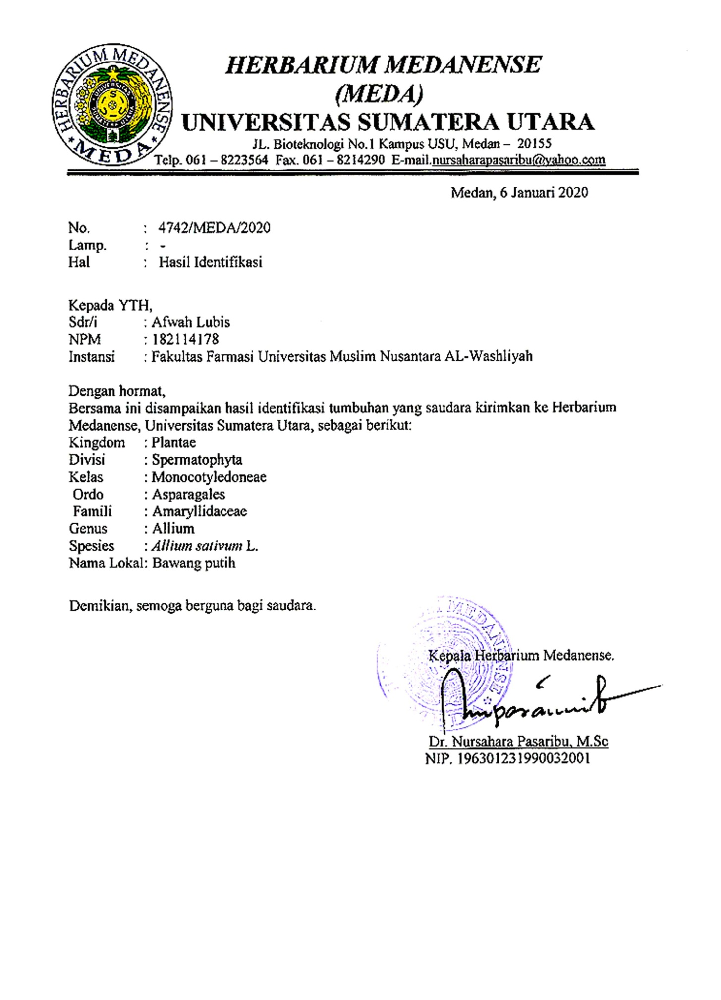 HERBARIUM MEDANENSE
MEDA
UNIVERSITAS
HERBARIUM MEDANENSE
(MEDA)
UNIVERSITAS SUMATERA UTARA
JL. Bioteknologi No.1 Kampus USU, Medan – 20155
Telp. 061 – 8223564 Fax. 061 – 8214290 E-mail.nursaharapasaribu@yahoo.com
Medan, 6 Januari 2020
No. : 4742/MEDA/2020
Lamp. : -
Hal : Hasil Identifikasi
Kepada YTH,
Sdr/i : Afwah Lubis
NPM : 182114178
Instansi : Fakultas Farmasi Universitas Muslim Nusantara AL-Washliyah
Dengan hormat,
Bersama ini disampaikan hasil identifikasi tumbuhan yang saudara kirimkan ke Herbarium
Medanense, Universitas Sumatera Utara, sebagai berikut:
Kingdom : Plantae
Divisi : Spermatophyta
Kelas : Monocotyledoneae
Ordo : Asparagales
Famili : Amaryllidaceae
Genus : Allium
Spesies : Allium sativum L.
Nama Lokal: Bawang putih
Demikian, semoga berguna bagi saudara.
MEDANENSE
Kepala Herbarium Medanense.
Dr. Nursahara Pasaribu, M.Sc
NIP. 196301231990032001